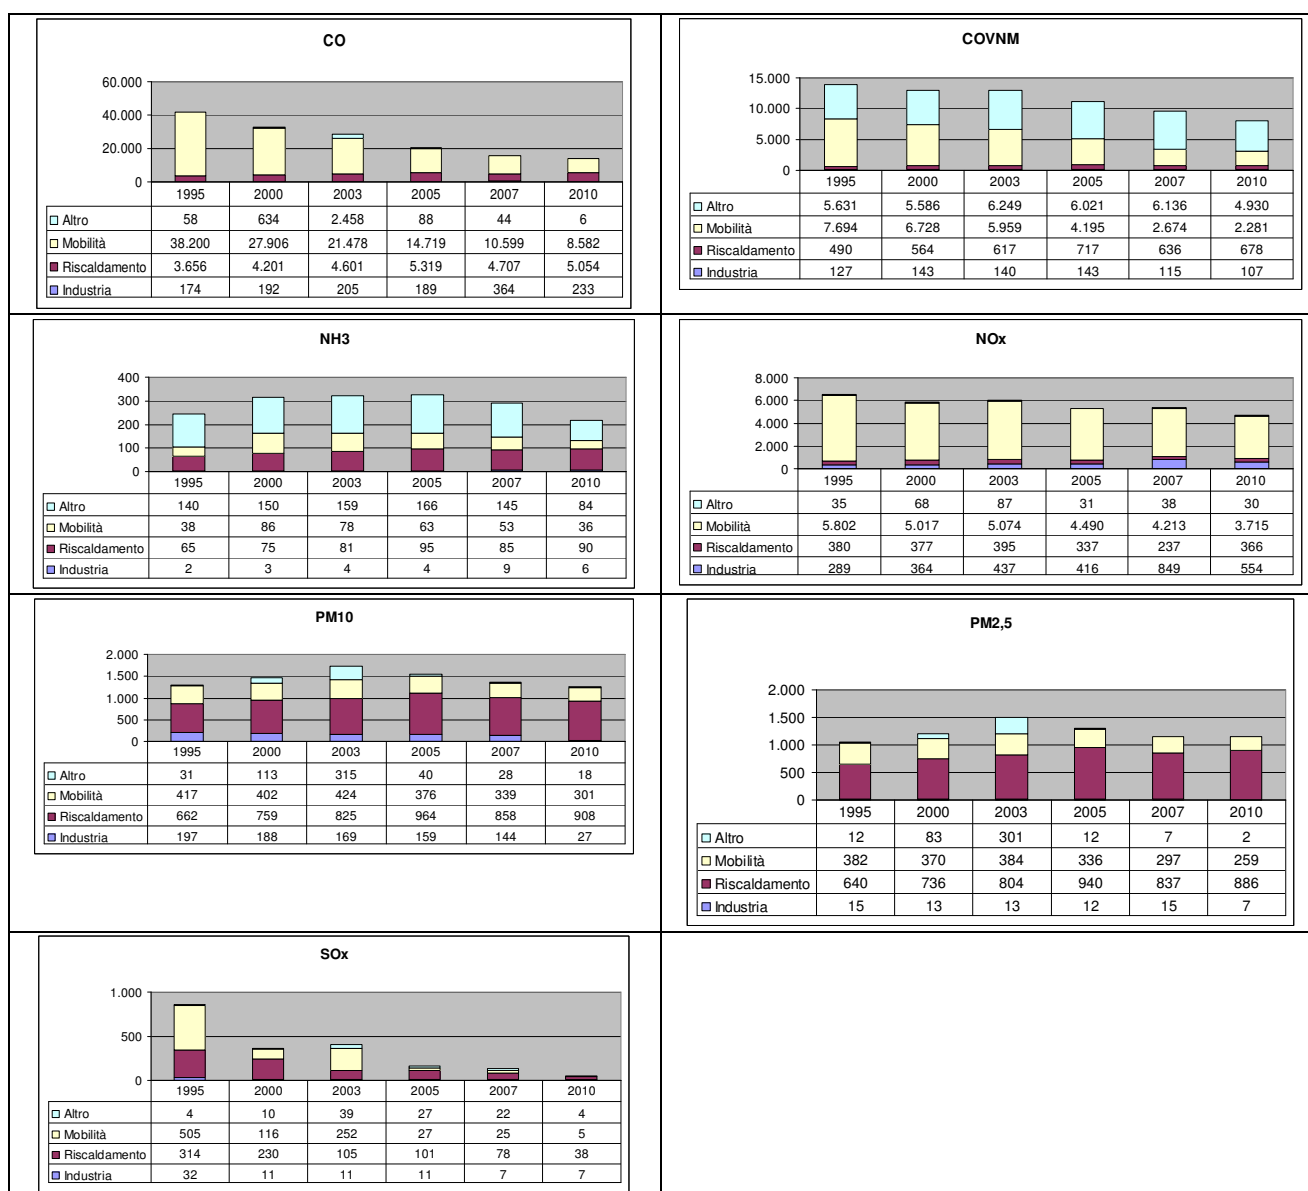 CO
60.000
40.000
20.000
0
1995 2000 2003 2005 2007 2010
Altro 58 634 2.458 88 44 6
Mobilità 38.200 27.906 21.478 14.719 10.599 8.582
Riscaldamento 3.656 4.201 4.601 5.319 4.707 5.054
Industria 174 192 205 189 364 233
COVNM
15.000
10.000
5.000
0
1995 2000 2003 2005 2007 2010
Altro 5.631 5.586 6.249 6.021 6.136 4.930
Mobilità 7.694 6.728 5.959 4.195 2.674 2.281
Riscaldamento 490 564 617 717 636 678
Industria 127 143 140 143 115 107
NH3
400
300
200
100
0
1995 2000 2003 2005 2007 2010
Altro 140 150 159 166 145 84
Mobilità 38 86 78 63 53 36
Riscaldamento 65 75 81 95 85 90
Industria 2 3 4 4 9 6
NOx
8.000
6.000
4.000
2.000
0
1995 2000 2003 2005 2007 2010
Altro 35 68 87 31 38 30
Mobilità 5.802 5.017 5.074 4.490 4.213 3.715
Riscaldamento 380 377 395 337 237 366
Industria 289 364 437 416 849 554
PM10
2.000
1.500
1.000
500
0
1995 2000 2003 2005 2007 2010
Altro 31 113 315 40 28 18
Mobilità 417 402 424 376 339 301
Riscaldamento 662 759 825 964 858 908
Industria 197 188 169 159 144 27
PM2,5
2.000
1.500
1.000
500
0
1995 2000 2003 2005 2007 2010
Altro 12 83 301 12 7 2
Mobilità 382 370 384 336 297 259
Riscaldamento 640 736 804 940 837 886
Industria 15 13 13 12 15 7
SOx
1.000
500
0
1995 2000 2003 2005 2007 2010
Altro 4 10 39 27 22 4
Mobilità 505 116 252 27 25 5
Riscaldamento 314 230 105 101 78 38
Industria 32 11 11 11 7 7